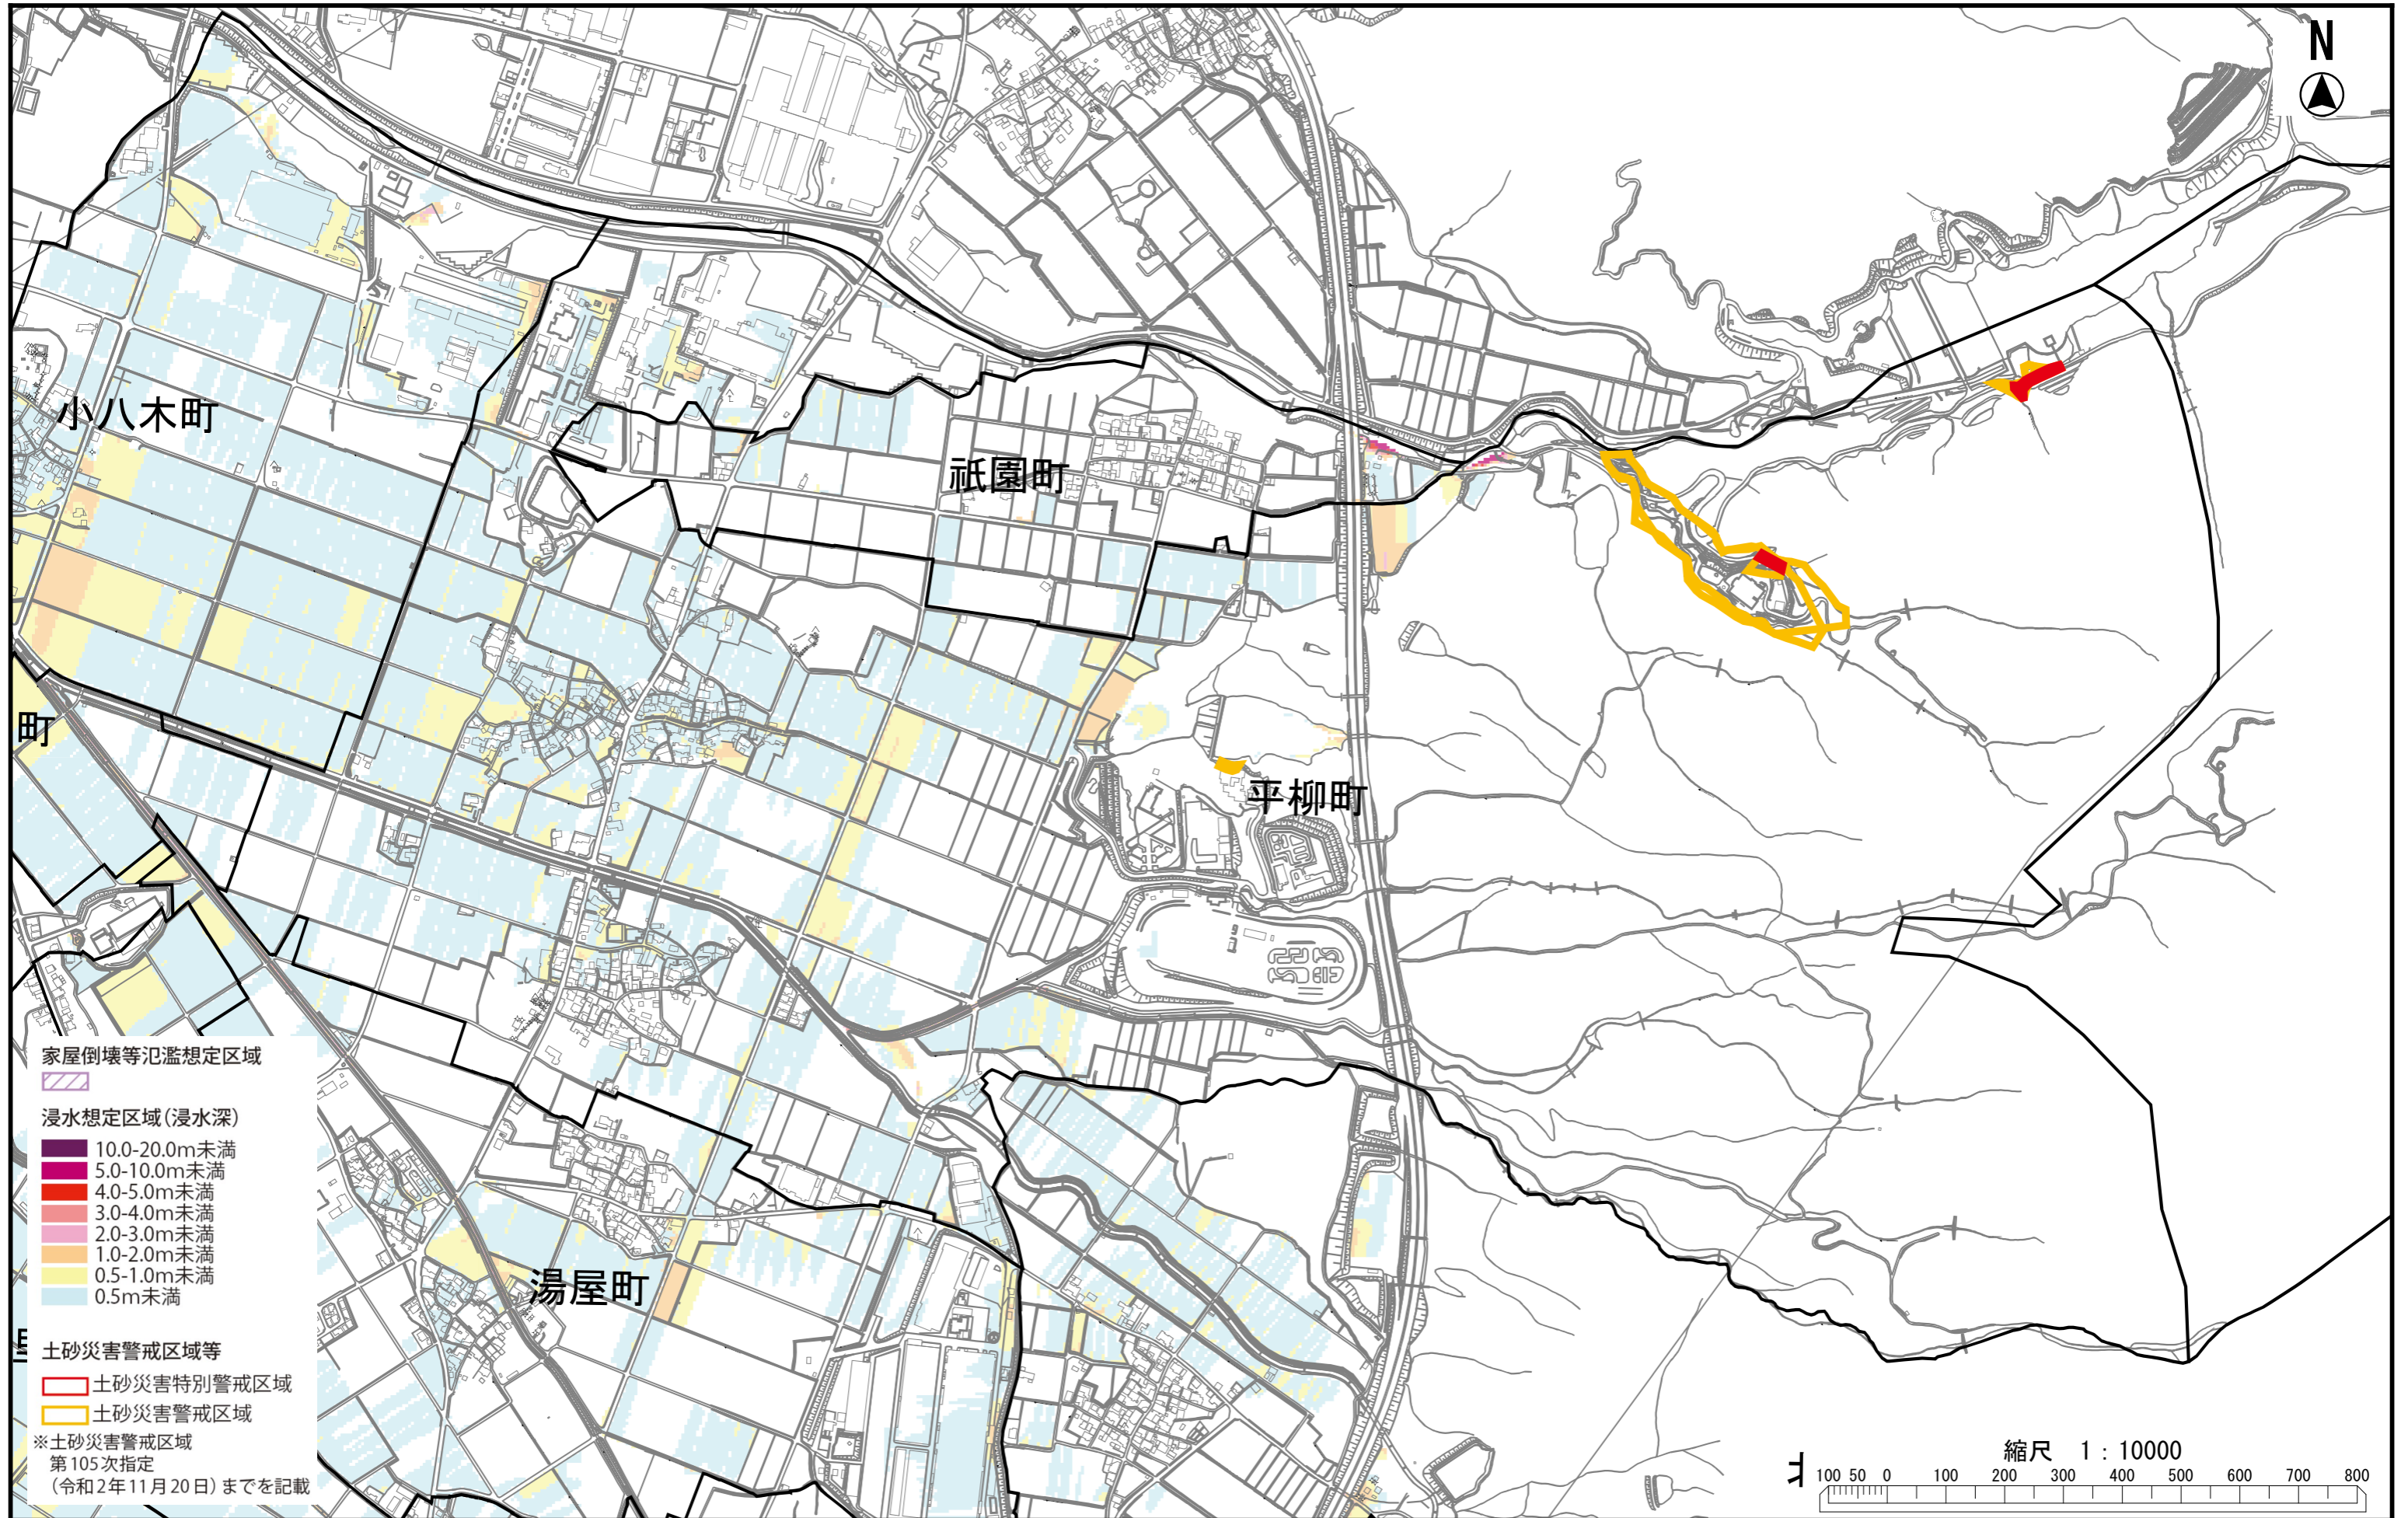 N
小八木町
祇園町
町
平柳町
湯屋町
家屋倒壊等氾濫想定区域
浸水想定区域(浸水深)
10.0-20.0m未満
5.0-10.0m未満
4.0-5.0m未満
3.0-4.0m未満
2.0-3.0m未満
1.0-2.0m未満
0.5-1.0m未満
0.5m未満
土砂災害警戒区域等
土砂災害特別警戒区域
土砂災害警戒区域
※土砂災害警戒区域
第105次指定
(令和2年11月20日)までを記載
縮尺 1:10000
100 50 0 100 200 300 400 500 600 700 800